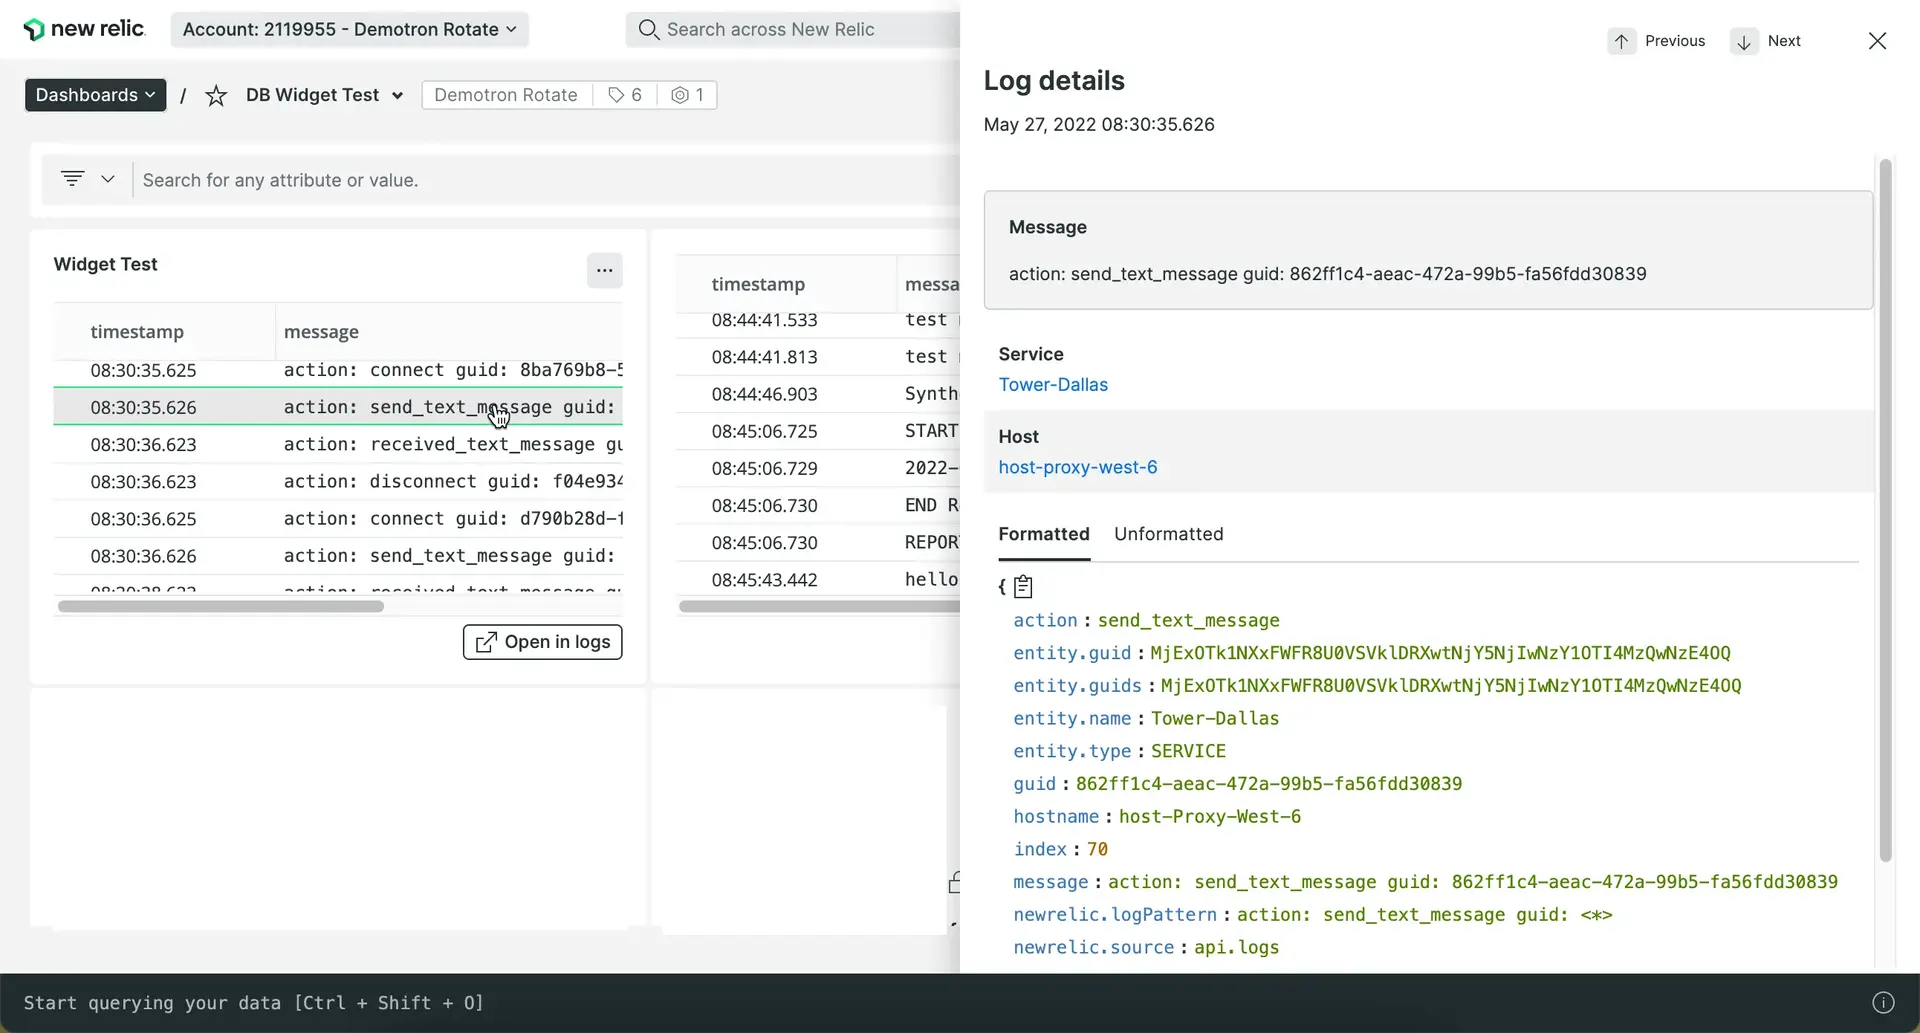 new relic.
Account: 2119955 - Demotron Rotate
Search across New Relic
Dashboards
/
DB Widget Test
Demotron Rotate
6
1
Search for any attribute or value.
Widget Test
...
timestamp message
08:30:35.625 action: connect guid: 8ba769b8-5
08:30:35.626 action: send_text_message guid:
08:30:36.623 action: received_text_message gu
08:30:36.623 action: disconnect guid: f04e934
08:30:36.625 action: connect guid: d790b28d-f
08:30:36.626 action: send_text_message guid:
Open in logs
timestamp messa
08:44:41.533 test
08:44:41.813 test
08:44:46.903 Synth
08:45:06.725 START
08:45:06.729 2022-
08:45:06.730 END R
08:45:06.730 REPOR
08:45:43.442 hello
Previous
Next
Log details
May 27, 2022 08:30:35.626
Message
action: send_text_message guid: 862ff1c4-aeac-472a-99b5-fa56fdd30839
Service
Tower-Dallas
Host
host-proxy-west-6
Formatted Unformatted
{
action : send_text_message
entity.guid : MjExOTk1NXxFWFR8U0VSVklDRXwtNjY5NjIwNzY1OTI4MzQwNzE4OQ
entity.guids : MjExOTk1NXxFWFR8U0VSVklDRXwtNjY5NjIwNzY1OTI4MzQwNzE4OQ
entity.name : Tower-Dallas
entity.type : SERVICE
guid : 862ff1c4-aeac-472a-99b5-fa56fdd30839
hostname : host-Proxy-West-6
index : 70
message : action: send_text_message guid: 862ff1c4-aeac-472a-99b5-fa56fdd30839
newrelic.logPattern : action: send_text_message guid: <*>
newrelic.source : api.logs
Start querying your data [Ctrl + Shift + O]